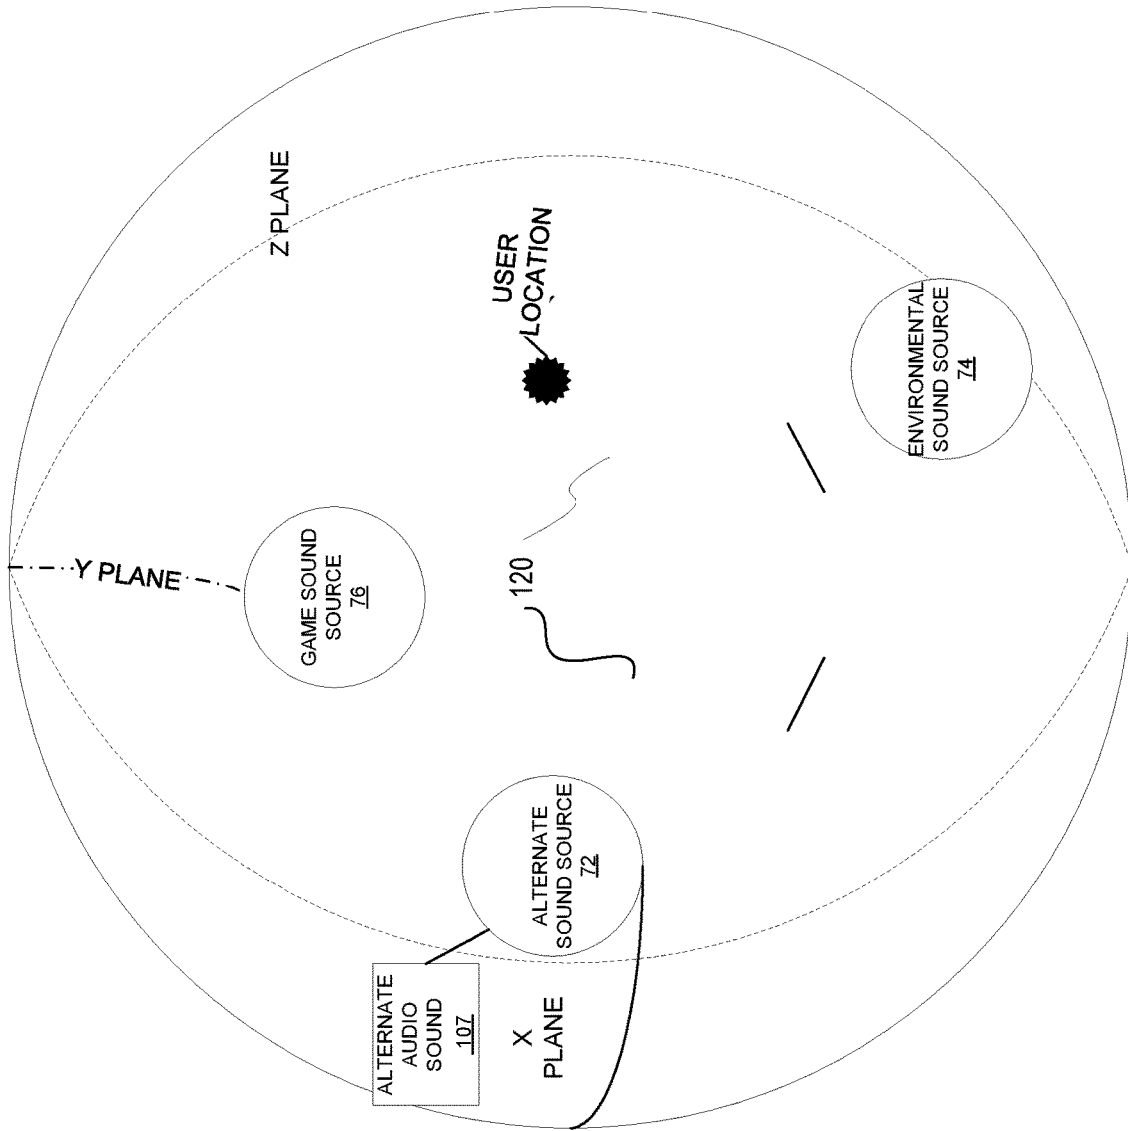 Z PLANE
USER
LOCATION
Y PLANE
GAME SOUND
SOURCE
76
120
ENVIRONMENTAL
SOUND SOURCE
74
ALTERNATE
SOUND SOURCE
72
ALTERNATE
AUDIO
SOUND
107
X
PLANE